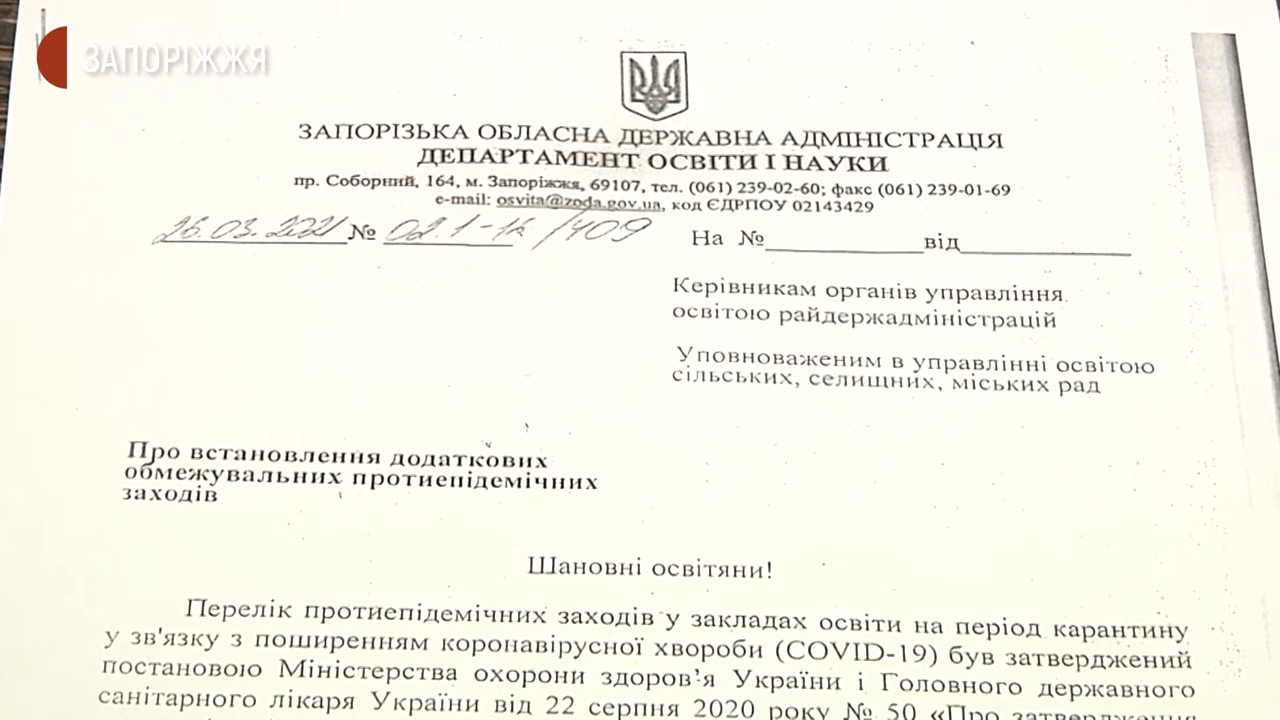 ЗАПОРІЖЖЯ
ЗАПОРІЗЬКА ОБЛАСНА ДЕРЖАВНА АДМІНІСТРАЦІЯ
ДЕПАРТАМЕНТ ОСВІТИ І НАУКИ
пр. Соборний, 164, м. Запоріжжя, 69107, тел. (061) 239-02-60; факс (061) 239-01-69
e-mail: osvita@zoda.gov.ua, код ЄДРПОУ 02143429
26.03.2021 № 02.1-12/409 На № від
Керівникам органів управління
освітою райдержадміністрацій
Уповноваженим в управлінні освітою
сільських, селищних, міських рад
Про встановлення додаткових
обмежувальних протиепідемічних
заходів
Шановні освітяни!
Перелік протиепідемічних заходів у закладах освіти на період карантину
у зв'язку з поширенням коронавірусної хвороби (COVID-19) був затверджений
постановою Міністерства охорони здоров'я України і Головного державного
санітарного лікаря України від 22 серпня 2020 року № 50 «Про затвердження